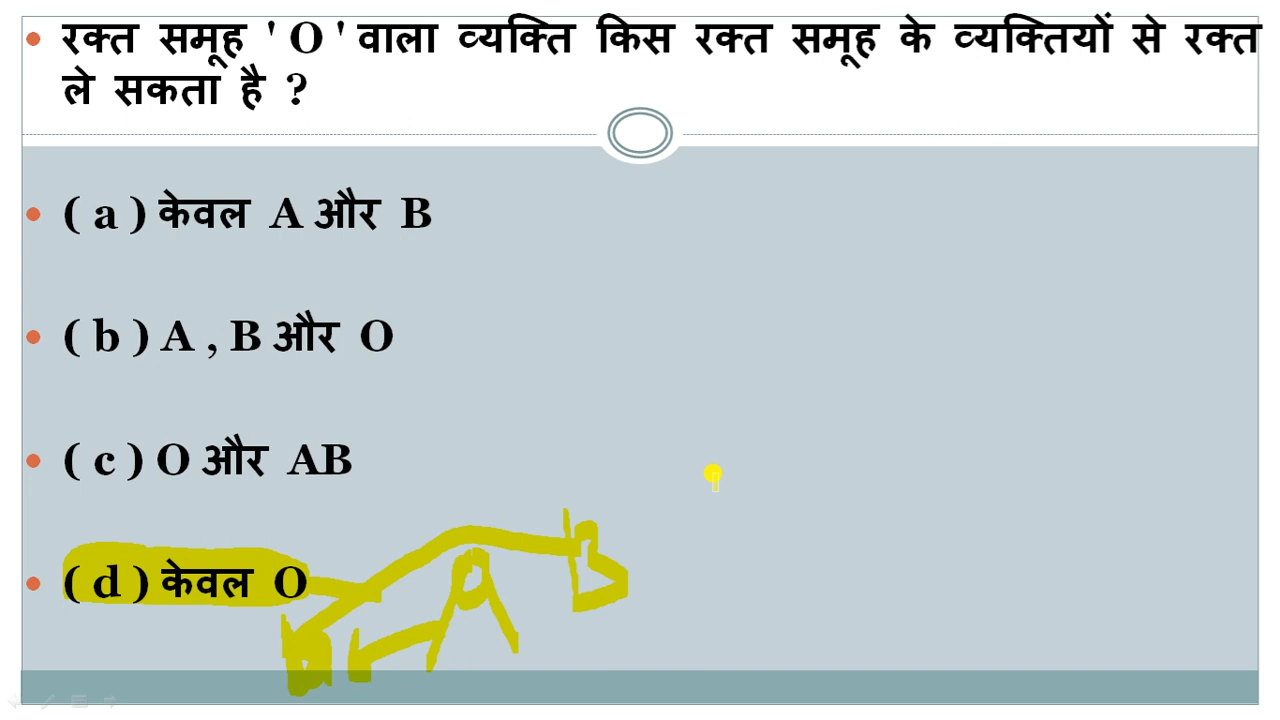 रक्त समूह ' O ' वाला व्यक्ति किस रक्त समूह के व्यक्तियों से रक्त
ले सकता है ?
( a ) केवल A और B
( b ) A , B और O
( c ) O और AB
( d ) केवल O